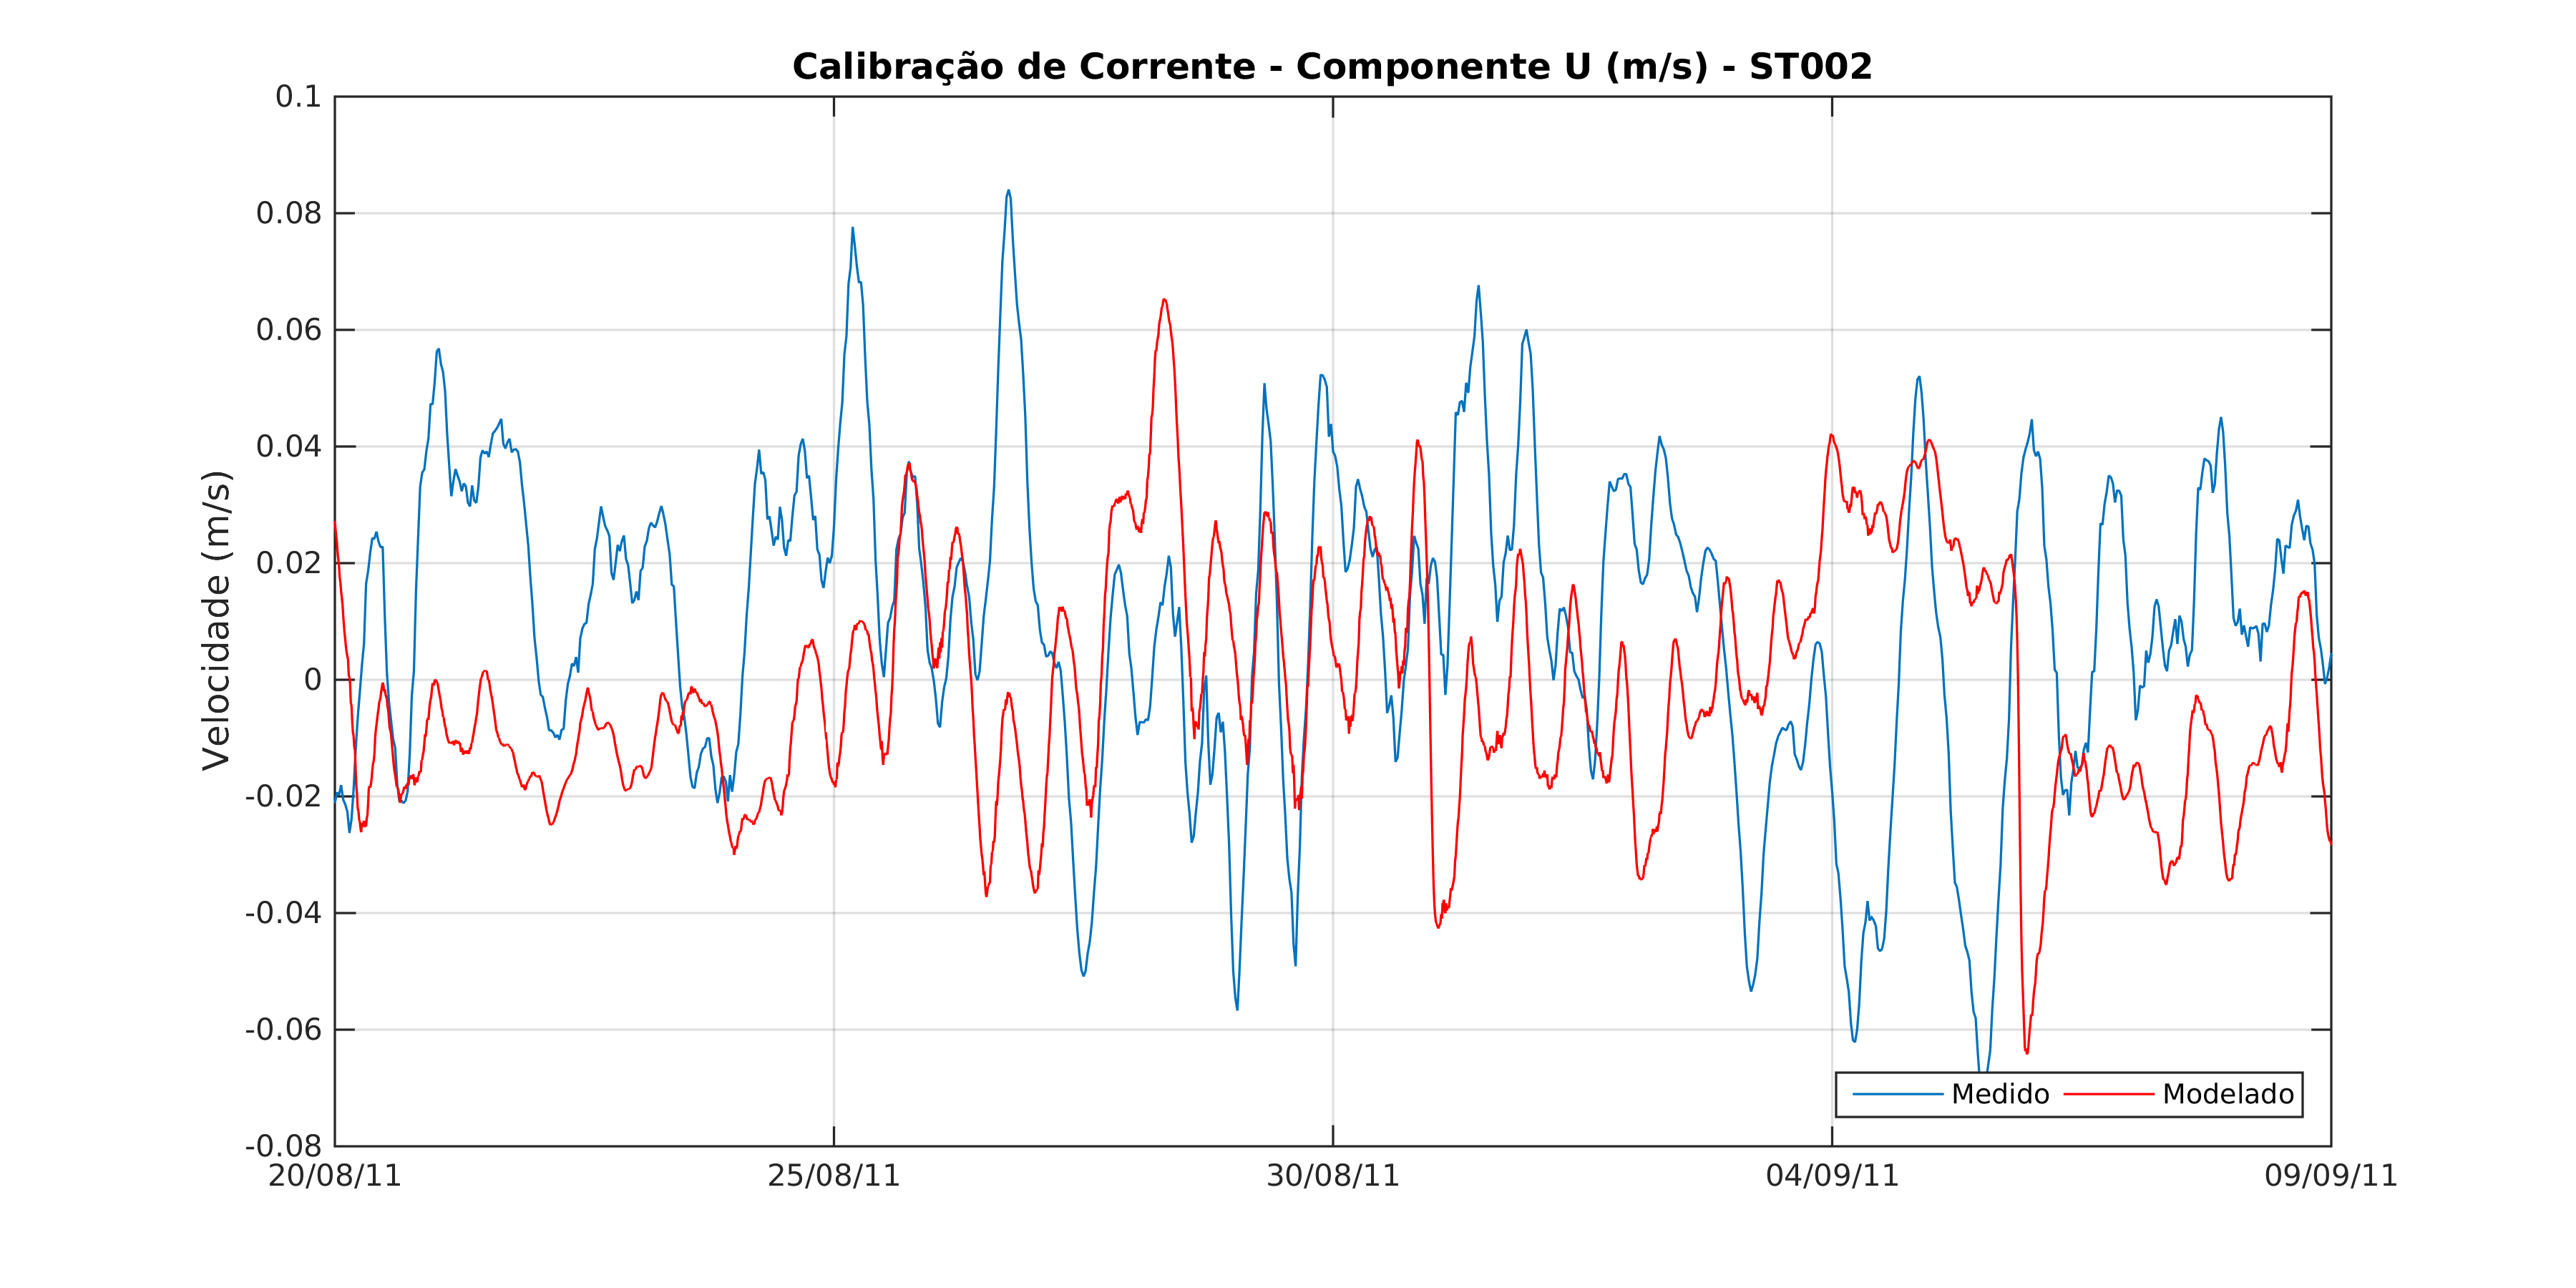 Calibração de Corrente - Componente U (m/s) - ST002
Velocidade (m/s)
0.1
0.08
0.06
0.04
0.02
0
-0.02
-0.04
-0.06
-0.08
20/08/11 25/08/11 30/08/11 04/09/11 09/09/11
Medido Modelado